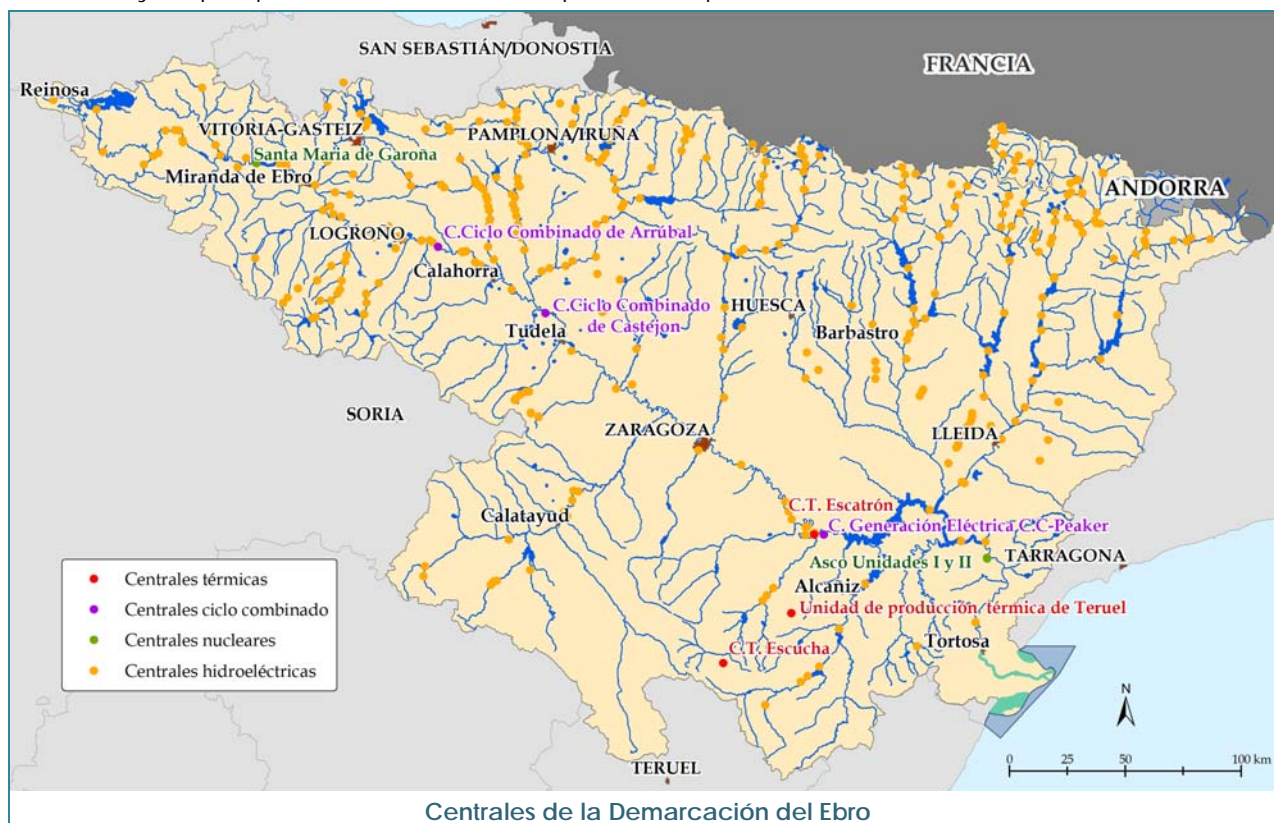 SAN SEBASTIÁN/DONOSTIA
FRANCIA
Reinosa
VITORIA-GASTEIZ
PAMPLONA/IRUÑA
Santa María de Garoña
Miranda de Ebro
ANDORRA
LOGROÑO
C.Ciclo Combinado de Arrúbal
Calahorra
C.Ciclo Combinado
de Castejón
HUESCA
Tudela
Barbastro
SORIA
ZARAGOZA
LLEIDA
C.T. Escatrón
Calatayud
C. Generación Eléctrica C.C-Peaker
TARRAGONA
Asco Unidades I y II
Alcañiz
Unidad de producción térmica de Teruel
C.T. Escucha
Tortosa
Centrales térmicas
Centrales ciclo combinado
Centrales nucleares
Centrales hidroeléctricas
N
0 25 50 100 km
TERUEL
Centrales de la Demarcación del Ebro